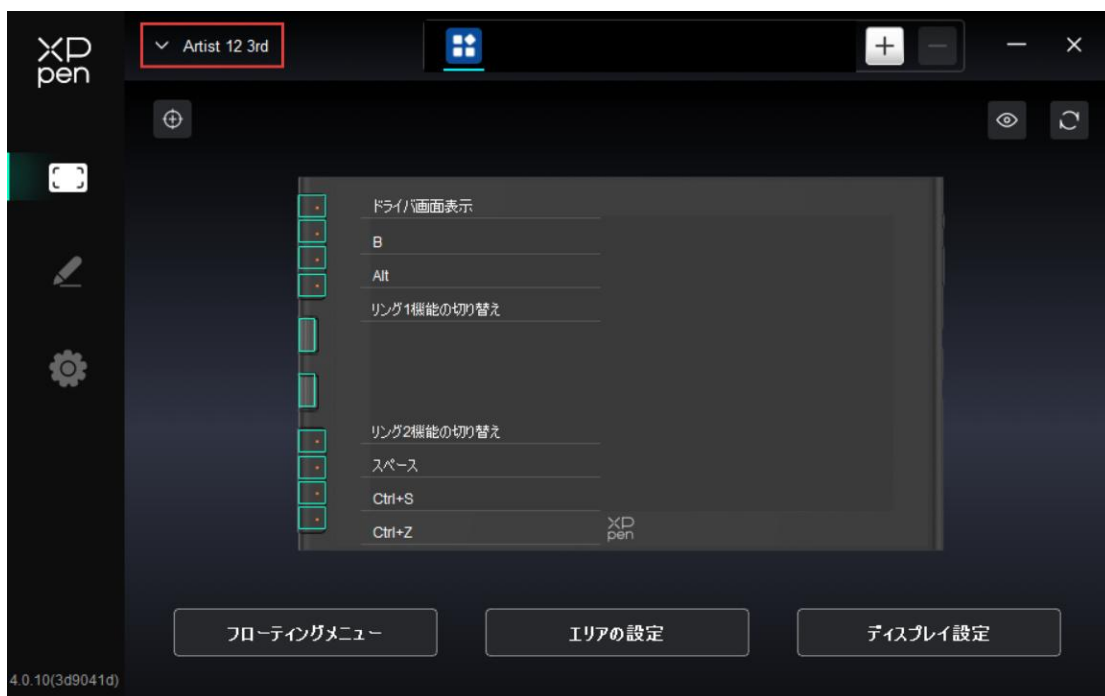 XP
pen
Artist 12 3rd
ドライバ画面表示
B
Alt
リング1機能の切り替え
リング2機能の切り替え
スペース
Ctrl+S
Ctrl+Z
XP
pen
フローティングメニュー
エリアの設定
ディスプレイ設定
4.0.10(3d9041d)